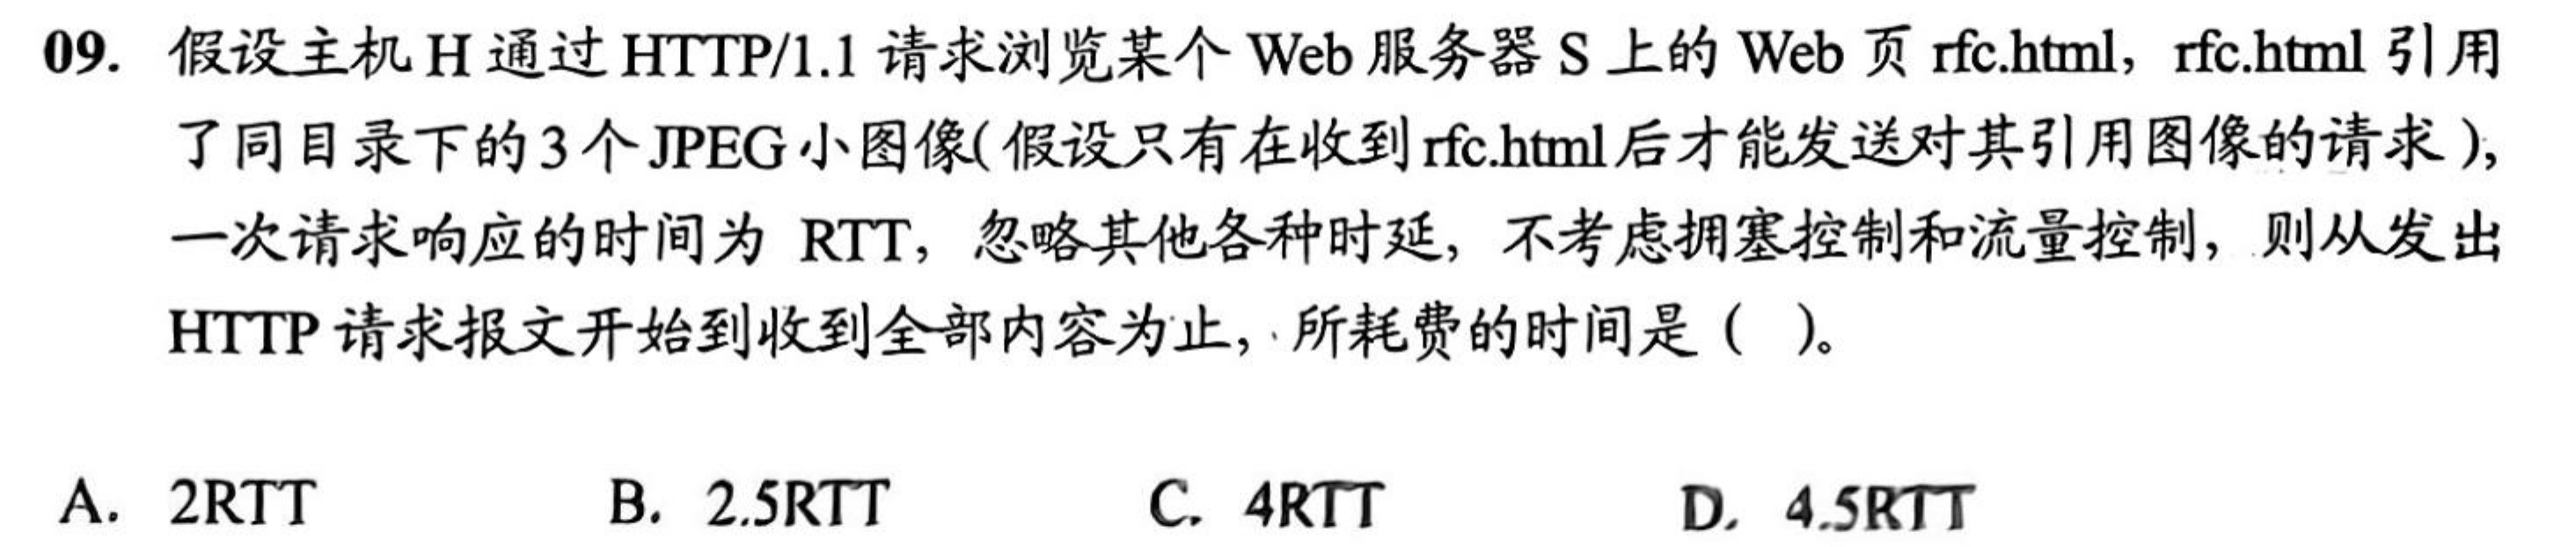 09. 假设主机 H 通过 HTTP/1.1 请求浏览某个 Web 服务器 S 上的 Web 页 rfc.html，rfc.html 引用
了同目录下的 3 个 JPEG 小图像(假设只有在收到 rfc.html 后才能发送对其引用图像的请求)，
一次请求响应的时间为 RTT，忽略其他各种时延，不考虑拥塞控制和流量控制，则从发出
HTTP 请求报文开始到收到全部内容为止，所耗费的时间是（ ）。
A. 2RTT B. 2.5RTT C. 4RTT D. 4.5RTT